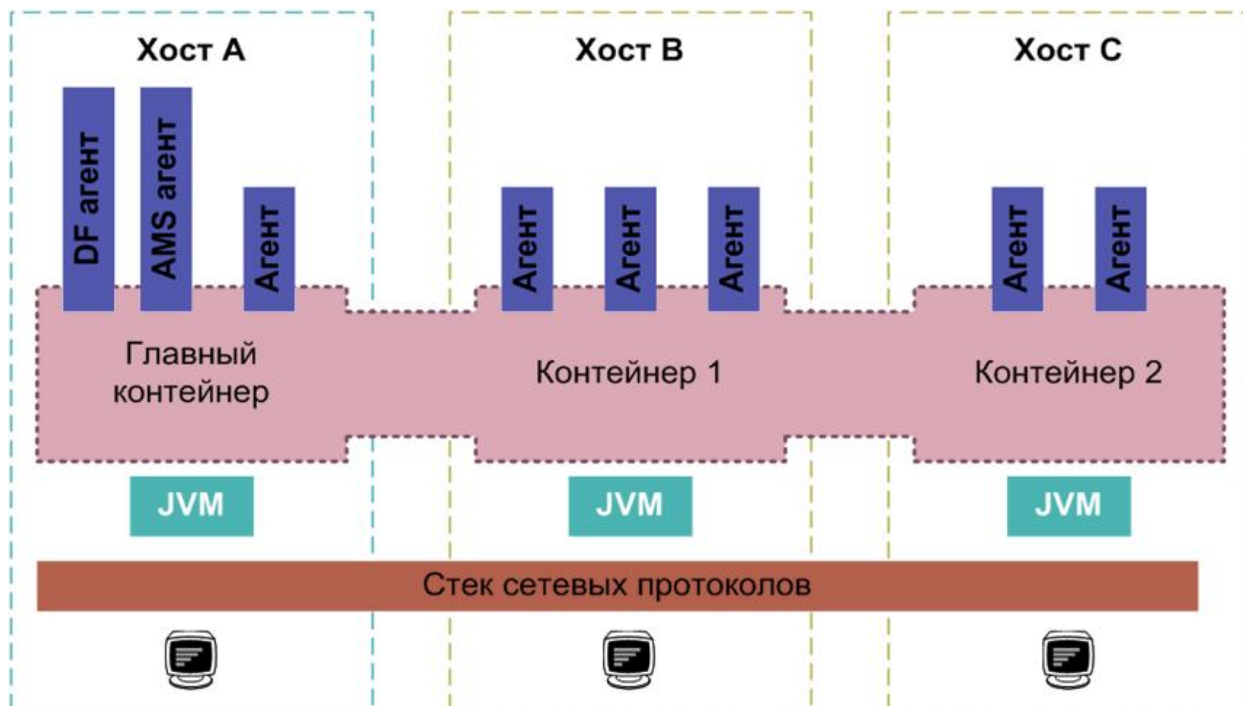 Хост A
Хост B
Хост C
DF агент
AMS агент
Агент
Агент
Агент
Агент
Агент
Агент
Главный
контейнер
Контейнер 1
Контейнер 2
JVM
JVM
JVM
Стек сетевых протоколов